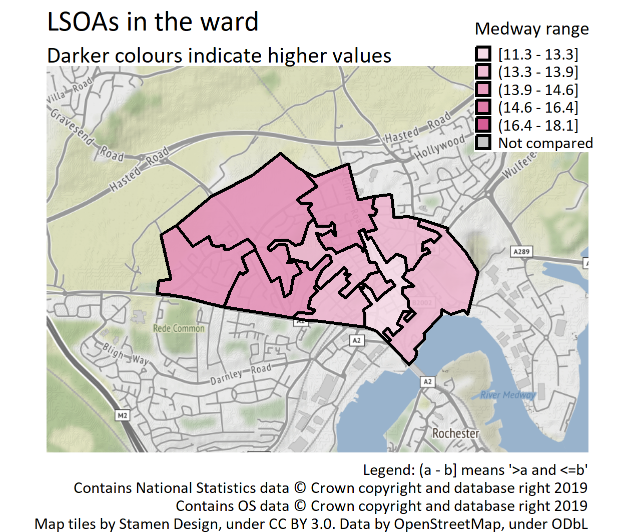 LSOAs in the ward
Darker colours indicate higher values
Medway range
[11.3 - 13.3]
(13.3 - 13.9]
(13.9 - 14.6]
(14.6 - 16.4]
(16.4 - 18.1]
Not compared
Villa Road
Gravesend Road
Hasted Road
Hasted Road
Hollywood
Wulfere
A289
Rede Common
A2
Bligh Way
Darnley Road
A2
M2
River Medway
Rochester
Legend: (a - b] means '>a and <=b'
Contains National Statistics data © Crown copyright and database right 2019
Contains OS data © Crown copyright and database right 2019
Map tiles by Stamen Design, under CC BY 3.0. Data by OpenStreetMap, under ODbL